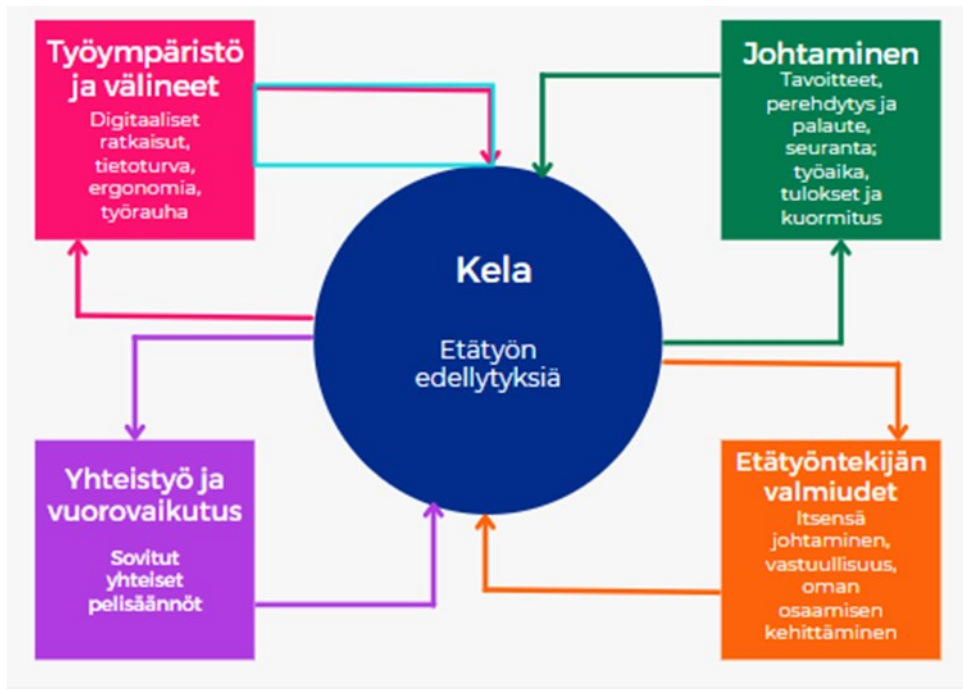 Työympäristö
ja välineet
Digitaaliset
ratkaisut,
tietoturva,
ergonomia,
työrauha
Johtaminen
Tavoitteet,
perehdytys ja
palaute,
seuranta;
työaika,
tulokset ja
kuormitus
Kela
Etätyön
edellytyksiä
Yhteistyö ja
vuorovaikutus
Sovitut
yhteiset
pelisäännöt
Etätyöntekijän
valmiudet
Itsensä
johtaminen,
vastuullisuus,
oman
osaamisen
kehittäminen